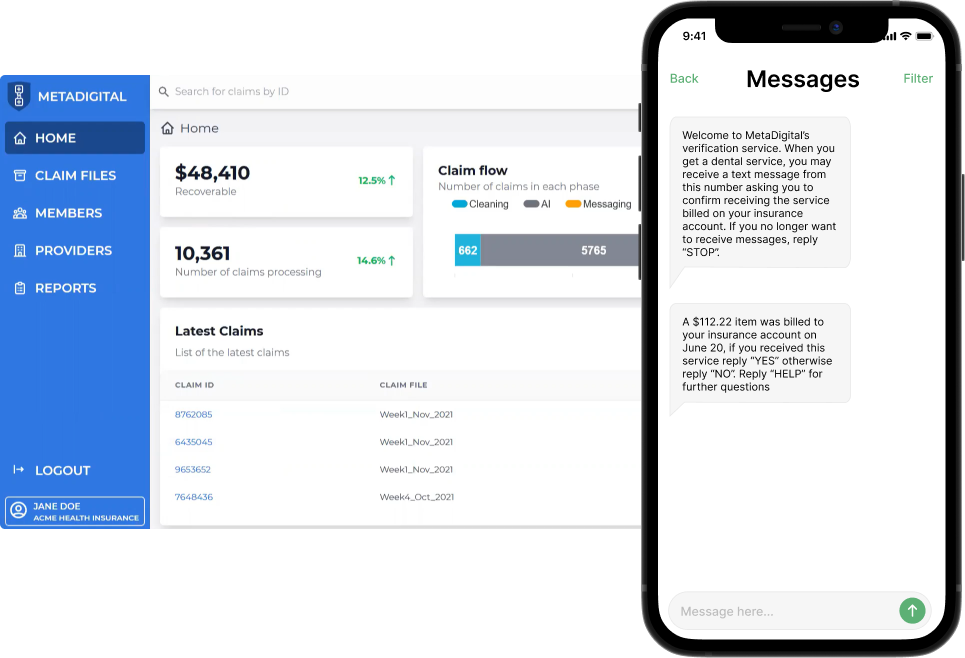 METADIGITAL
HOME
CLAIM FILES
MEMBERS
PROVIDERS
REPORTS
LOGOUT
JANE DOE
ACME HEALTH INSURANCE
Search for claims by ID
Home
$48,410
Recoverable
12.5% ↑
10,361
Number of claims processing
14.6% ↑
Claim flow
Number of claims in each phase
Cleaning AI Messaging
662 5765
Latest Claims
List of the latest claims
CLAIM ID CLAIM FILE
8762085 Week1_Nov_2021
6435045 Week1_Nov_2021
9653652 Week1_Nov_2021
7648436 Week4_Oct_2021
9:41
Back Messages Filter
Welcome to MetaDigital’s
verification service. When you
get a dental service, you may
receive a text message from
this number asking you to
confirm receiving the service
billed on your insurance
account. If you no longer want
to receive messages, reply
“STOP”.
A $112.22 item was billed to
your insurance account on
June 20, if you received this
service reply “YES” otherwise
reply “NO”. Reply “HELP” for
further questions
Message here...